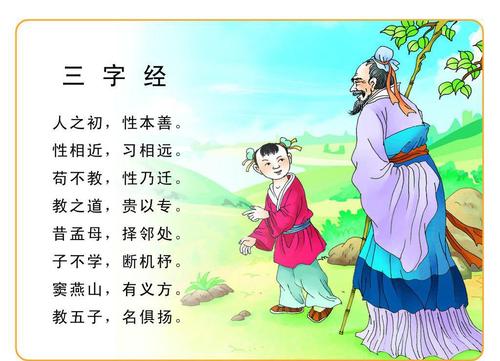 三字经
人之初，性本善。
性相近，习相远。
苟不教，性乃迁。
教之道，贵以专。
昔孟母，择邻处。
子不学，断机杼。
窦燕山，有义方。
教五子，名俱扬。